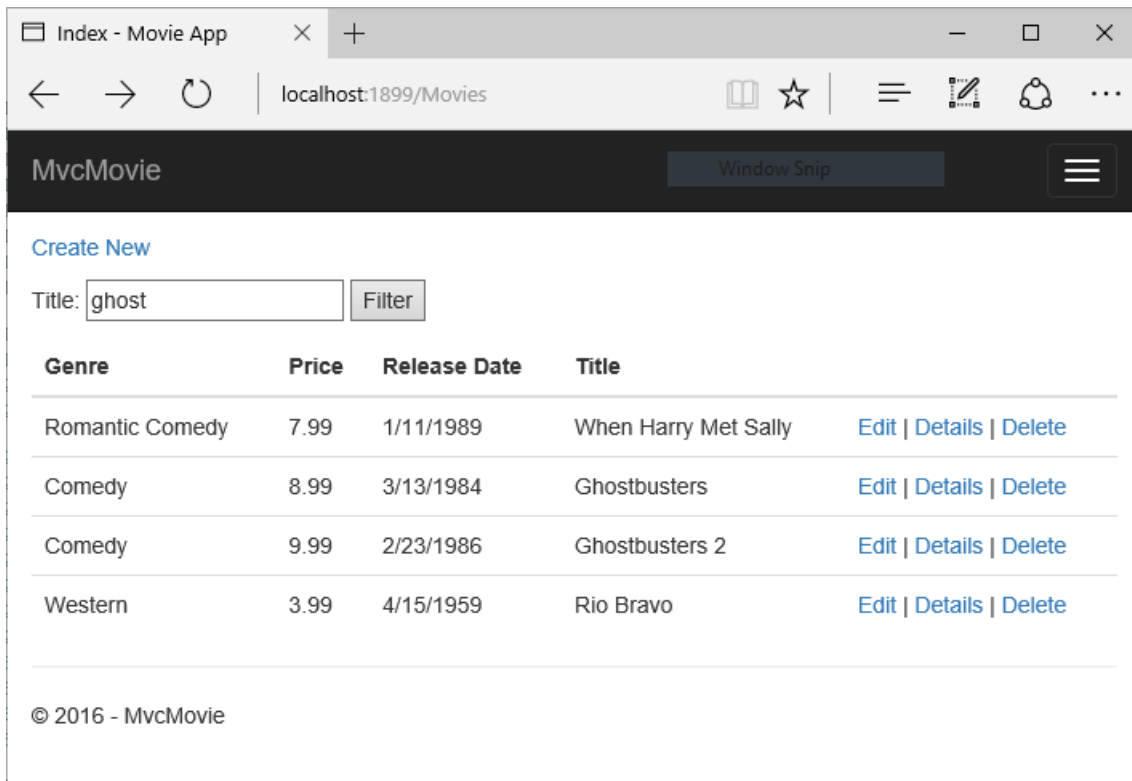 Index - Movie App
localhost:1899/Movies
MvcMovie
Window Snip
Create New
Title: ghost Filter
Genre Price Release Date Title
Romantic Comedy 7.99 1/11/1989 When Harry Met Sally Edit | Details | Delete
Comedy 8.99 3/13/1984 Ghostbusters Edit | Details | Delete
Comedy 9.99 2/23/1986 Ghostbusters 2 Edit | Details | Delete
Western 3.99 4/15/1959 Rio Bravo Edit | Details | Delete
© 2016 - MvcMovie